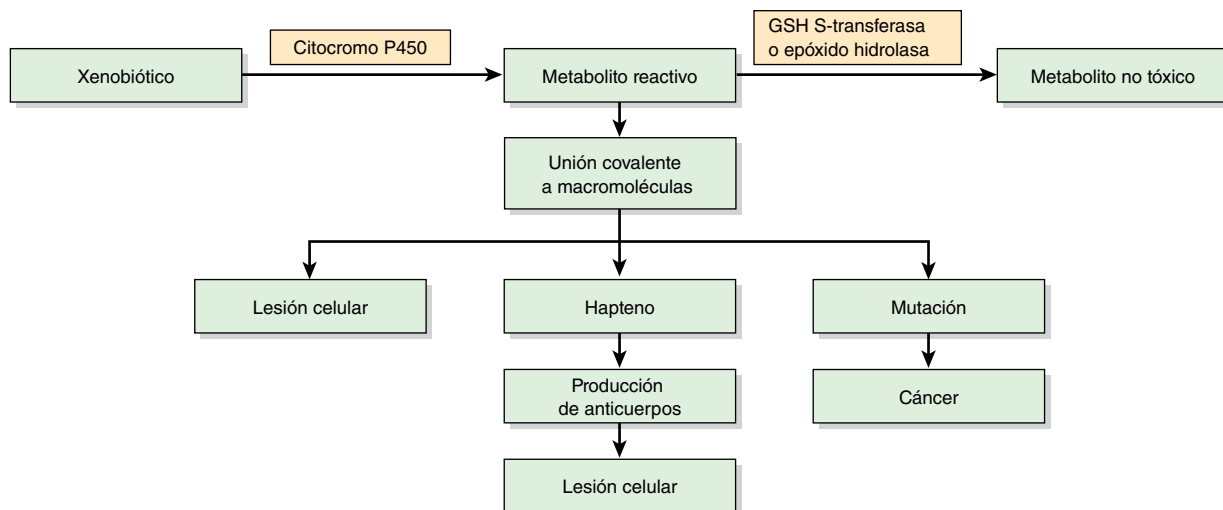 Xenobiótico
Citocromo P450
Metabolito reactivo
GSH S-transferasa
o epóxido hidrolasa
Metabolito no tóxico
Unión covalente
a macromoléculas
Lesión celular
Hapteno
Mutación
Producción
de anticuerpos
Cáncer
Lesión celular